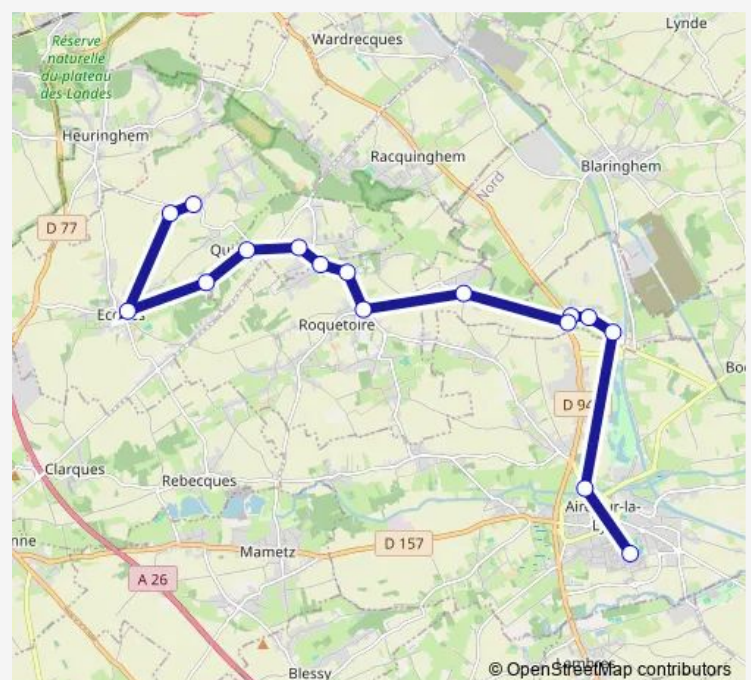 Lynde
Wardrecques
Réserve
naturelle
du plateau
des Landes
Heuringhem
Racquinghem
Blaringhem
Nord
D 77
Roquetoire
D 94
Clarques
Rebecques
Mametz
D 157
A 26
Blessy
© OpenStreetMap contributors